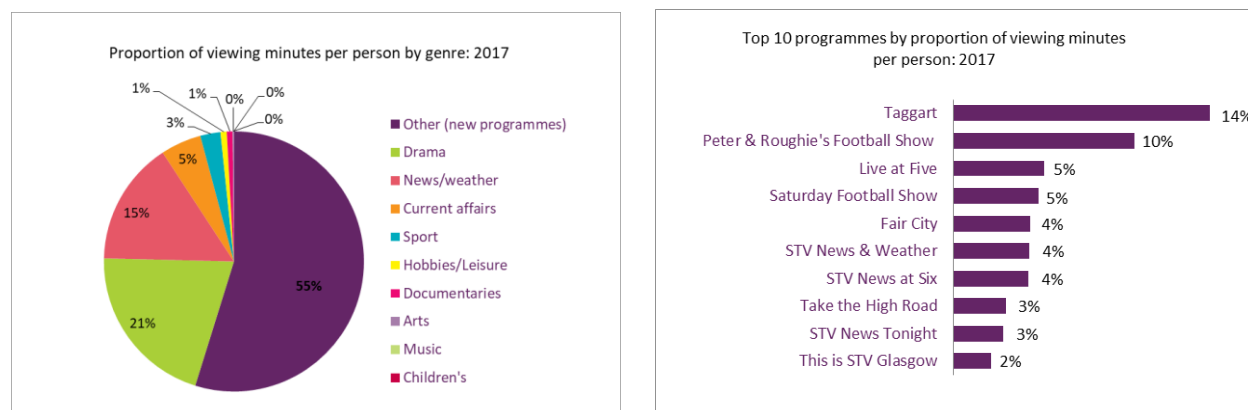 Proportion of viewing minutes per person by genre: 2017
1%
1%
0%
0%
0%
3%
5%
15%
21%
55%
Other (new programmes)
Drama
News/weather
Current affairs
Sport
Hobbies/Leisure
Documentaries
Arts
Music
Children's
Top 10 programmes by proportion of viewing minutes
per person: 2017
Taggart 14%
Peter & Roughie's Football Show 10%
Live at Five 5%
Saturday Football Show 5%
Fair City 4%
STV News & Weather 4%
STV News at Six 4%
Take the High Road 3%
STV News Tonight 3%
This is STV Glasgow 2%